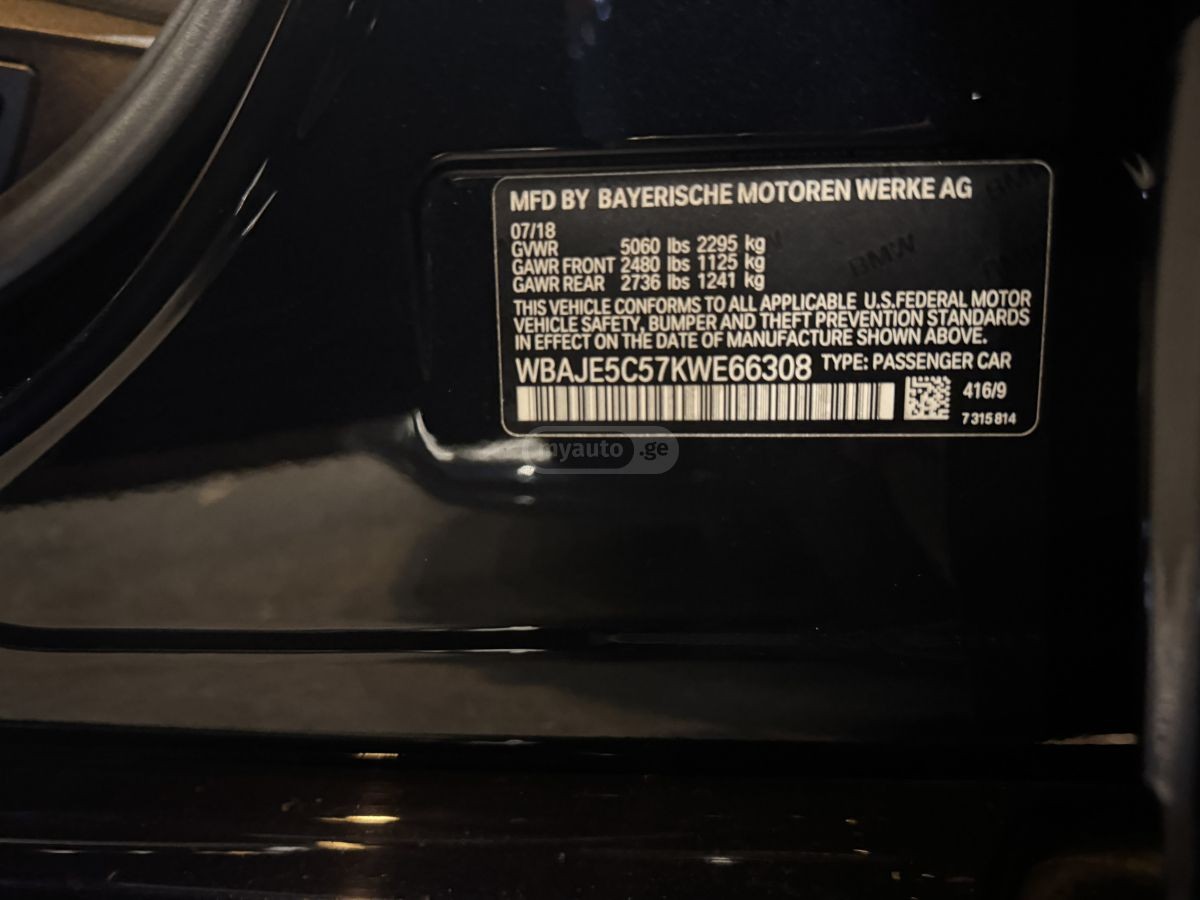 MFD BY BAYERISCHE MOTOREN WERKE AG
07/18
GVWR 5060 lbs 2295 kg
GAWR FRONT 2480 lbs 1125 kg
GAWR REAR 2736 lbs 1241 kg
THIS VEHICLE CONFORMS TO ALL APPLICABLE U.S.FEDERAL MOTOR
VEHICLE SAFETY, BUMPER AND THEFT PREVENTION STANDARDS
IN EFFECT ON THE DATE OF MANUFACTURE SHOWN ABOVE.
WBAJE5C57KWE66308 TYPE: PASSENGER CAR
416/9
7315814
myauto.ge
BMW